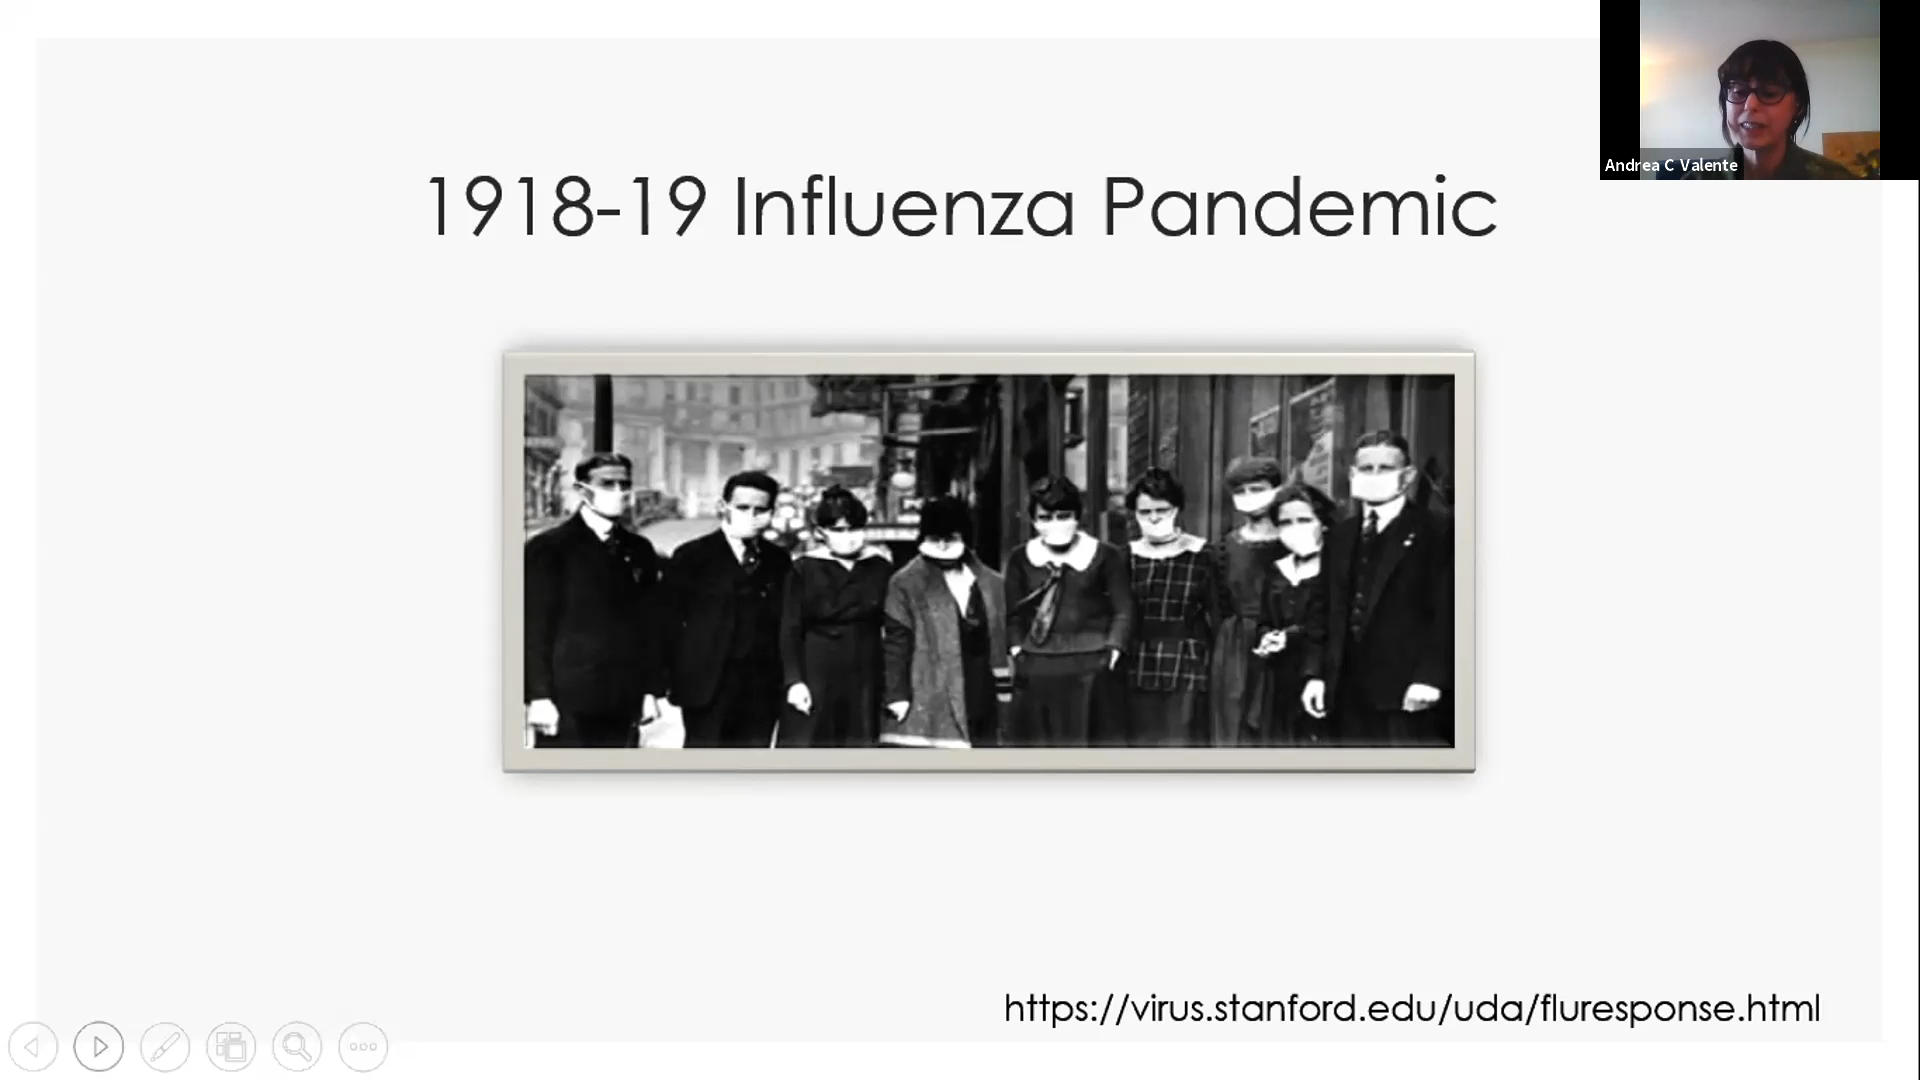 Andrea C Valente
1918-19 Influenza Pandemic
https://virus.stanford.edu/uda/fluresponse.html